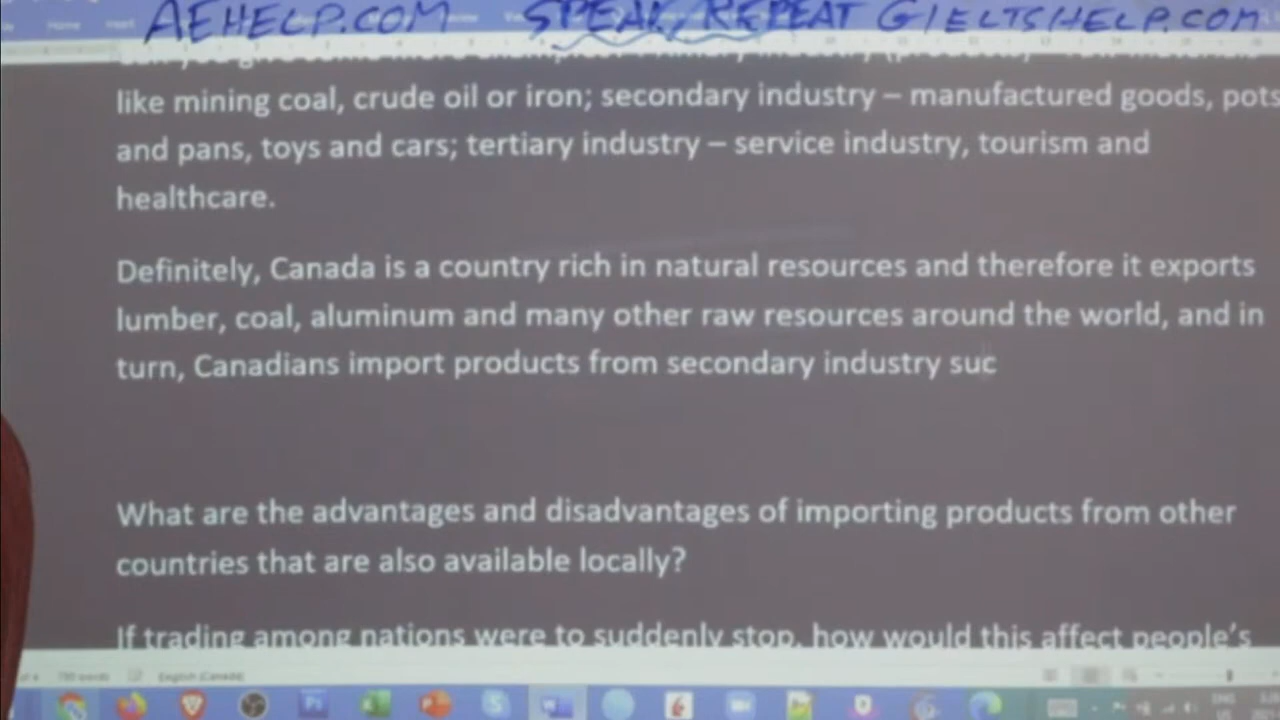 AEHELP.COM SPEAK/REPEAT GIELTSHELP.COM
like mining coal, crude oil or iron; secondary industry – manufactured goods, pots
and pans, toys and cars; tertiary industry – service industry, tourism and
healthcare.
Definitely, Canada is a country rich in natural resources and therefore it exports
lumber, coal, aluminum and many other raw resources around the world, and in
turn, Canadians import products from secondary industry suc
What are the advantages and disadvantages of importing products from other
countries that are also available locally?
If trading among nations were to suddenly stop, how would this affect people's
English (Canada)